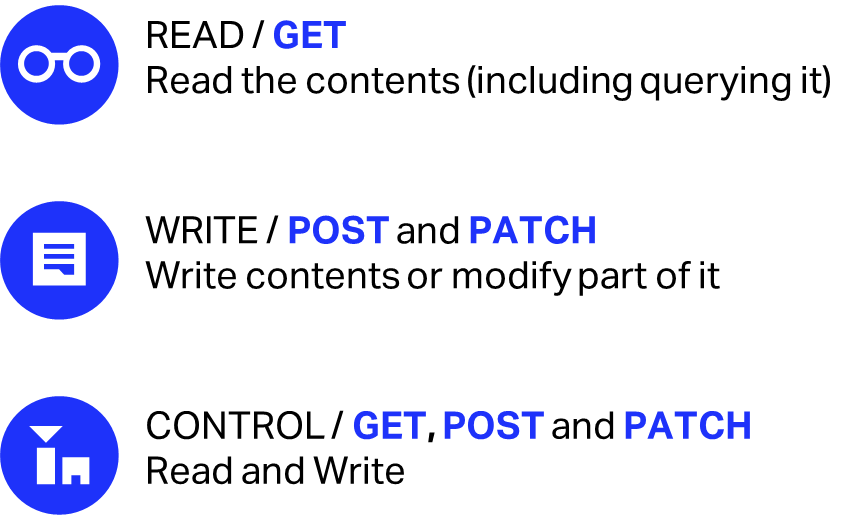 READ / GET
Read the contents (including querying it)
WRITE / POST and PATCH
Write contents or modify part of it
CONTROL / GET, POST and PATCH
Read and Write